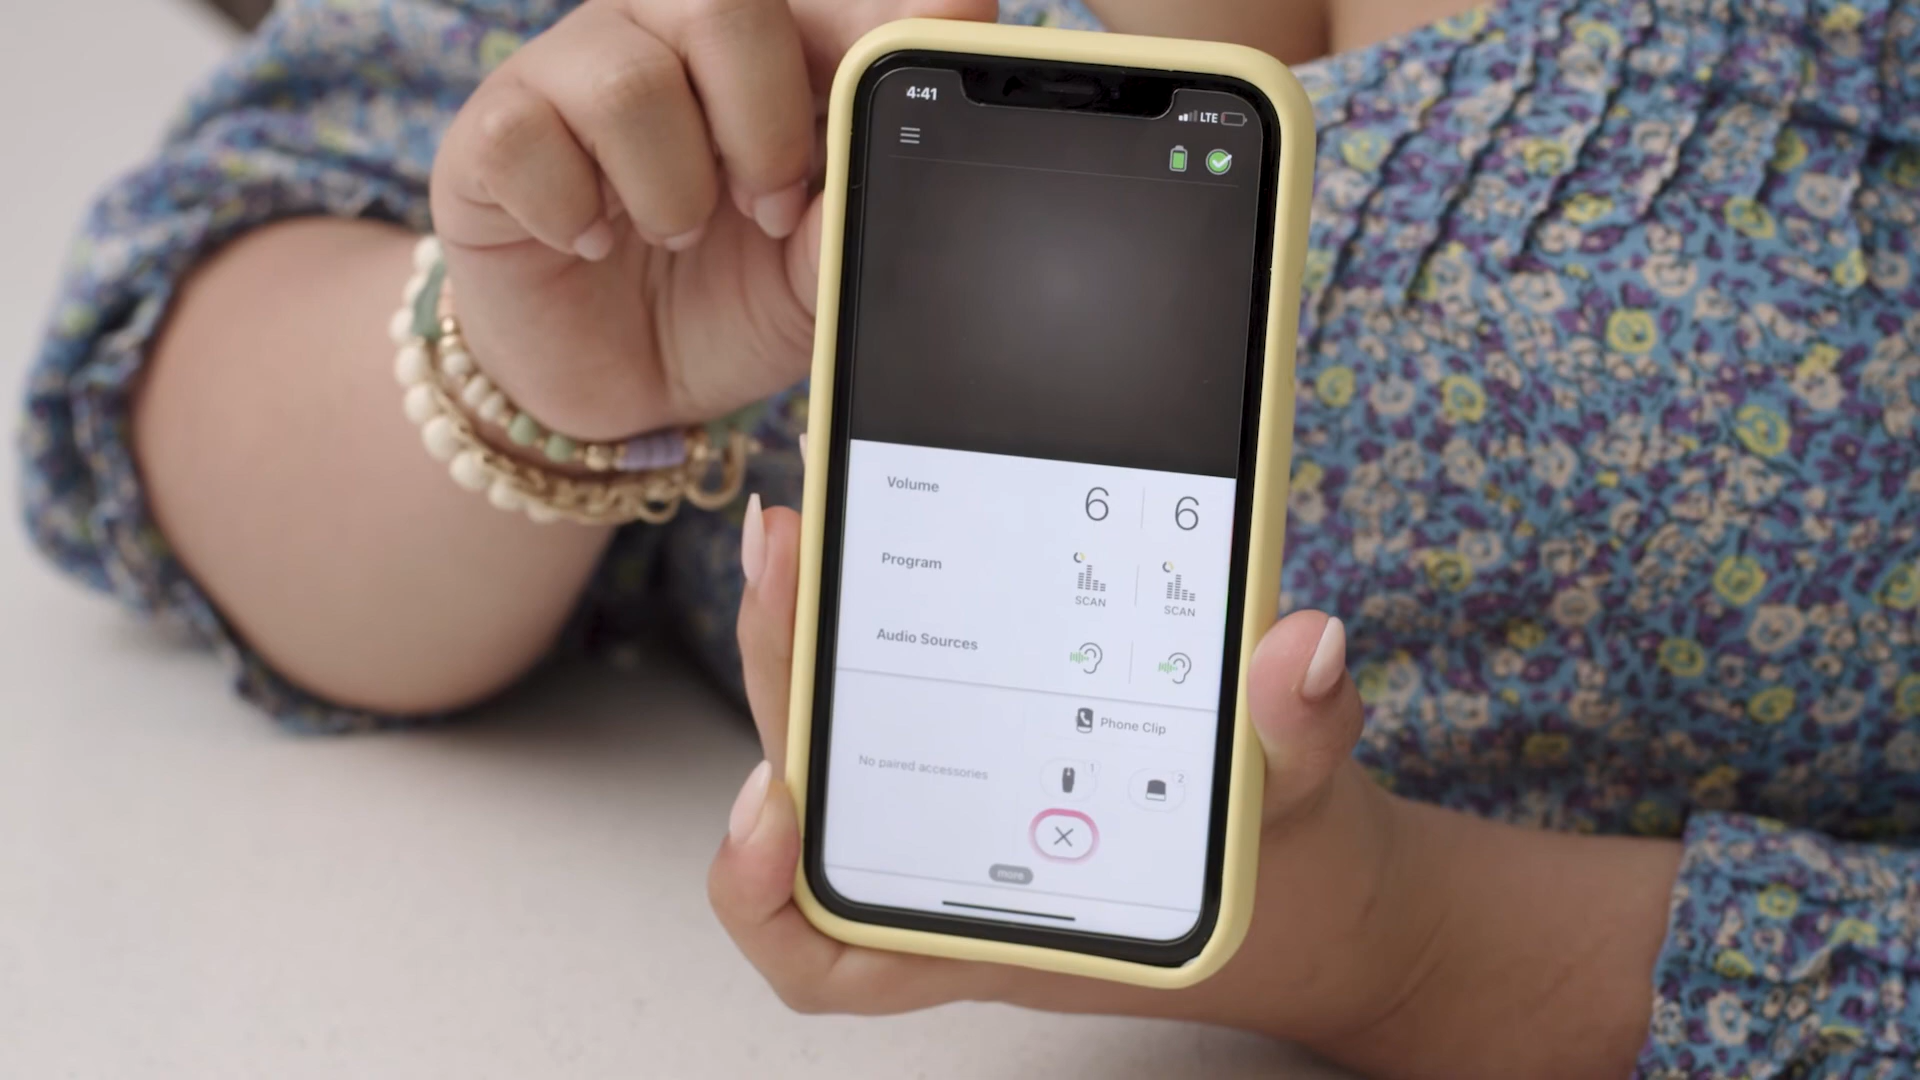 4:41
LTE
Volume 6 6
Program
SCAN SCAN
Audio Sources
Phone Clip
No paired accessories 1 2
more